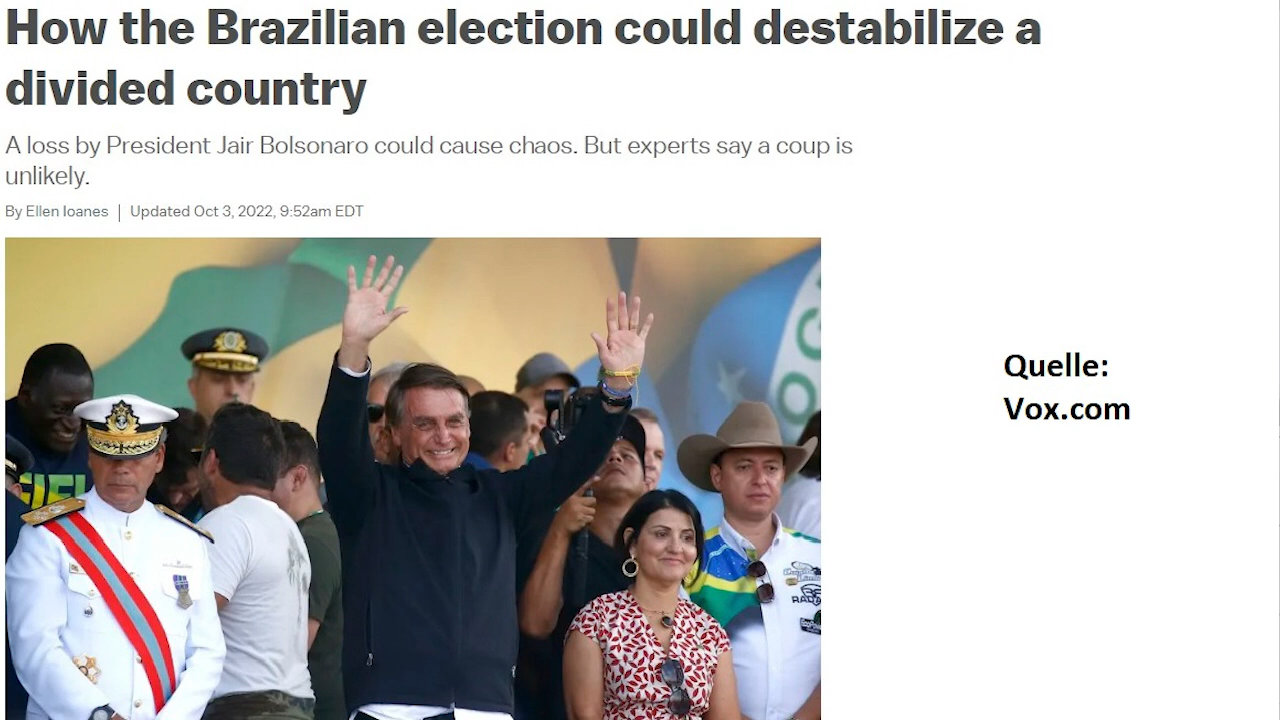 How the Brazilian election could destabilize a
divided country
A loss by President Jair Bolsonaro could cause chaos. But experts say a coup is
unlikely.
By Ellen Ioanes | Updated Oct 3, 2022, 9:52am EDT
Quelle:
Vox.com